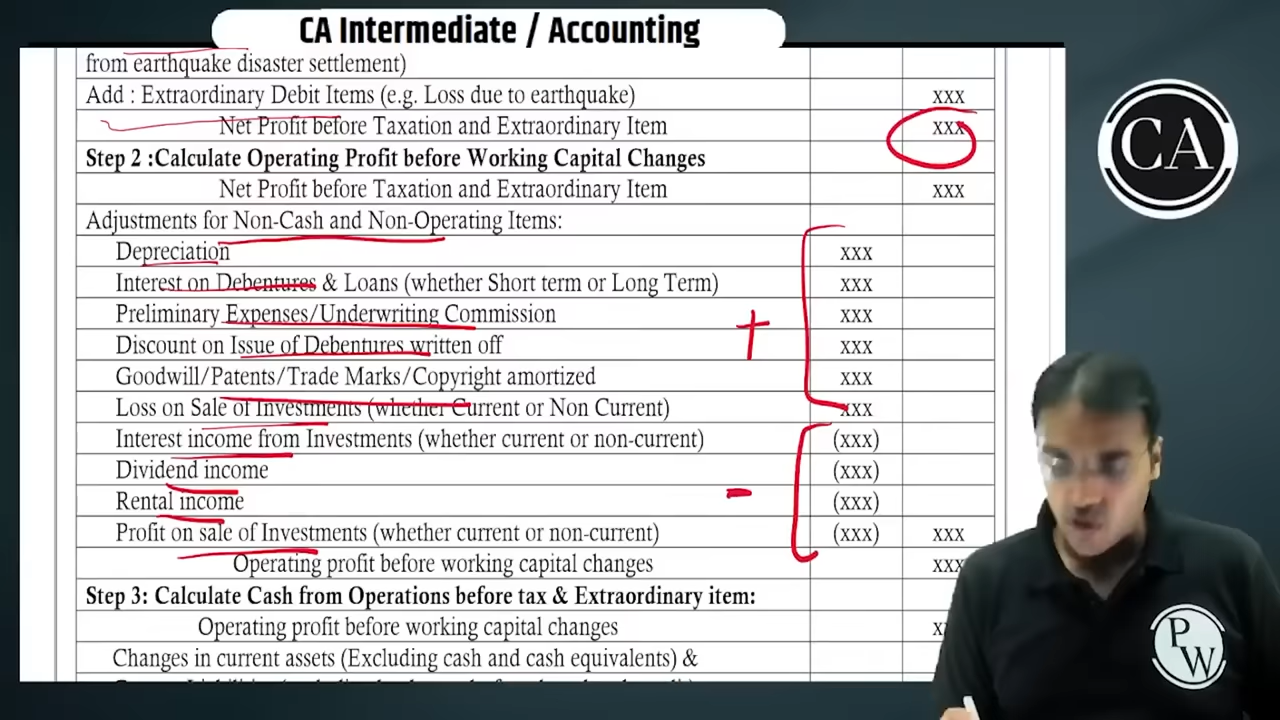 CA Intermediate / Accounting
from earthquake disaster settlement)
Add : Extraordinary Debit Items (e.g. Loss due to earthquake) xxx
Net Profit before Taxation and Extraordinary Item xxx
Step 2 :Calculate Operating Profit before Working Capital Changes
Net Profit before Taxation and Extraordinary Item xxx
Adjustments for Non-Cash and Non-Operating Items:
Depreciation xxx
Interest on Debentures & Loans (whether Short term or Long Term) xxx
Preliminary Expenses/Underwriting Commission xxx
Discount on Issue of Debentures written off xxx
Goodwill/Patents/Trade Marks/Copyright amortized xxx
Loss on Sale of Investments (whether Current or Non Current) xxx
Interest income from Investments (whether current or non-current) (xxx)
Dividend income (xxx)
Rental income (xxx)
Profit on sale of Investments (whether current or non-current) (xxx) xxx
Operating profit before working capital changes xxx
Step 3: Calculate Cash from Operations before tax & Extraordinary item:
Operating profit before working capital changes
Changes in current assets (Excluding cash and cash equivalents) &
+
-
CA
PW